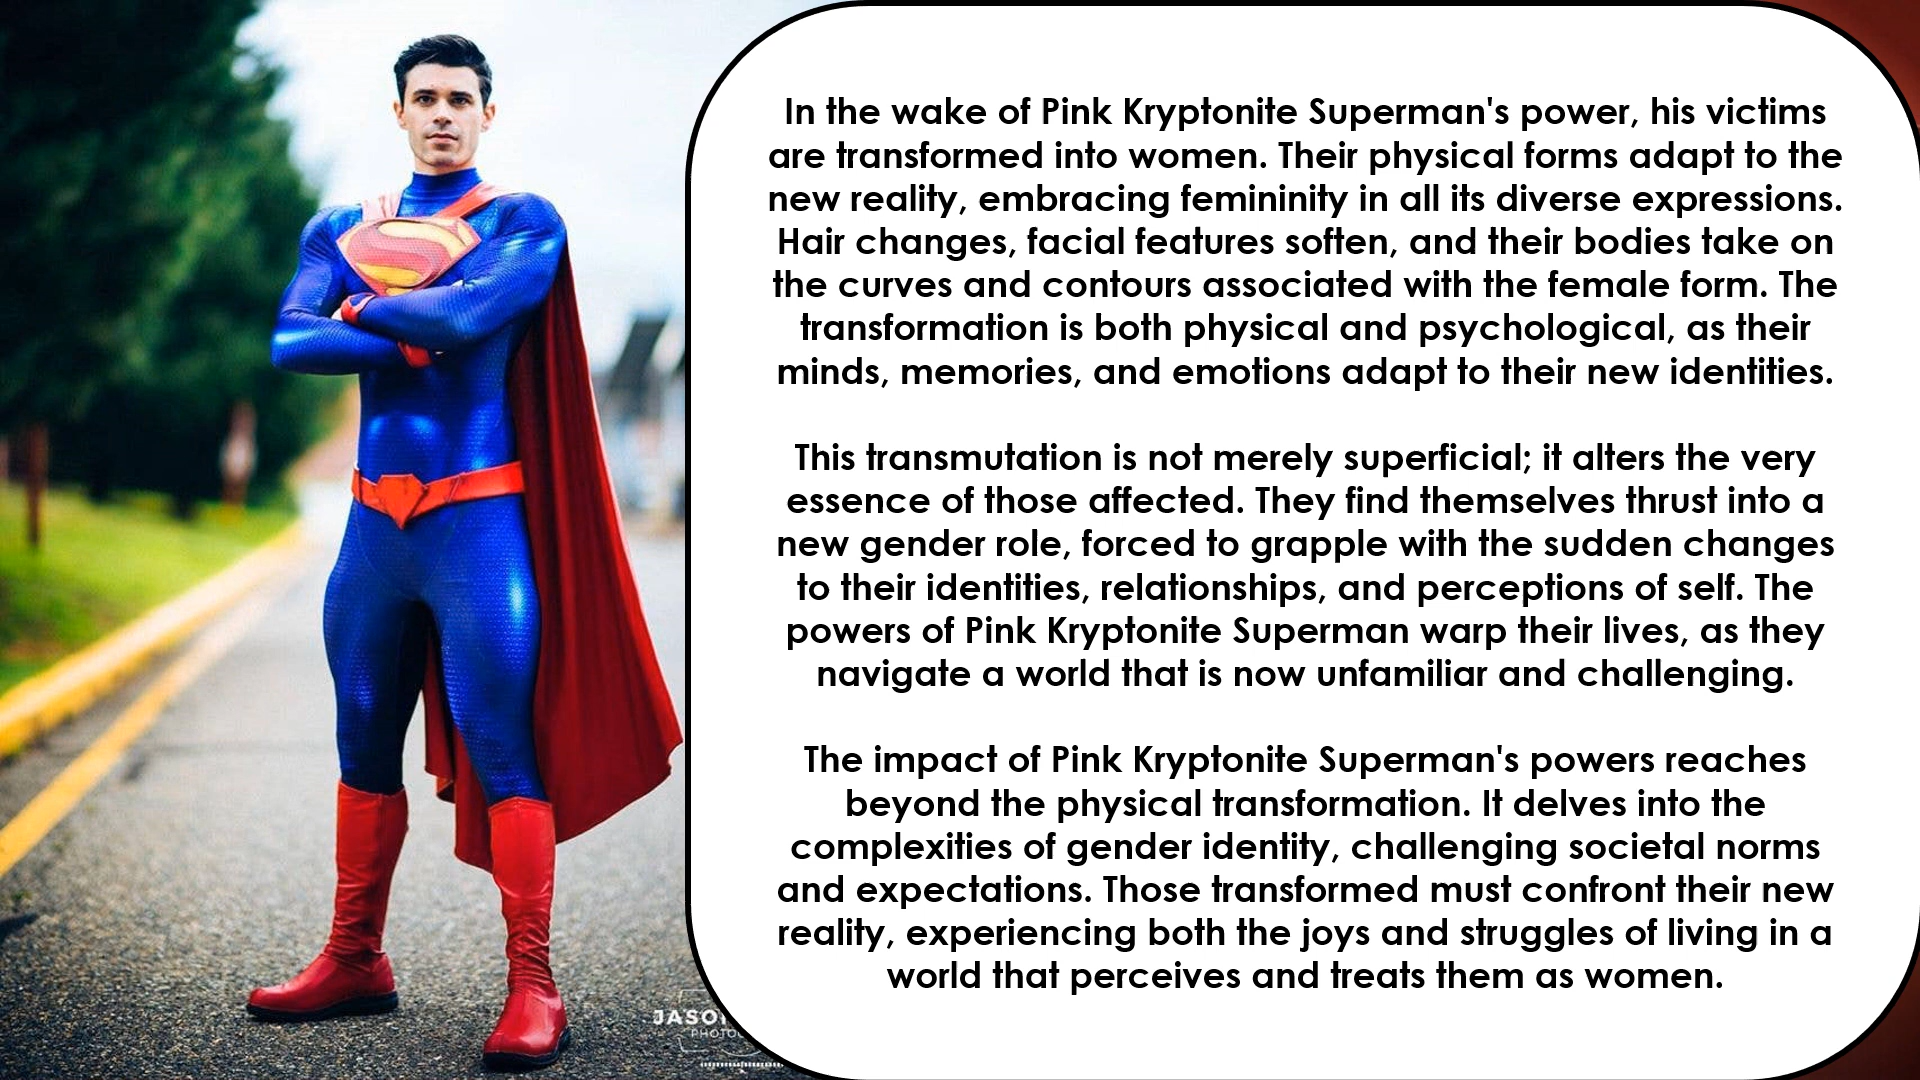 In the wake of Pink Kryptonite Superman's power, his victims
are transformed into women. Their physical forms adapt to the
new reality, embracing femininity in all its diverse expressions.
Hair changes, facial features soften, and their bodies take on
the curves and contours associated with the female form. The
transformation is both physical and psychological, as their
minds, memories, and emotions adapt to their new identities.
This transmutation is not merely superficial; it alters the very
essence of those affected. They find themselves thrust into a
new gender role, forced to grapple with the sudden changes
to their identities, relationships, and perceptions of self. The
powers of Pink Kryptonite Superman warp their lives, as they
navigate a world that is now unfamiliar and challenging.
The impact of Pink Kryptonite Superman's powers reaches
beyond the physical transformation. It delves into the
complexities of gender identity, challenging societal norms
and expectations. Those transformed must confront their new
reality, experiencing both the joys and struggles of living in a
world that perceives and treats them as women.